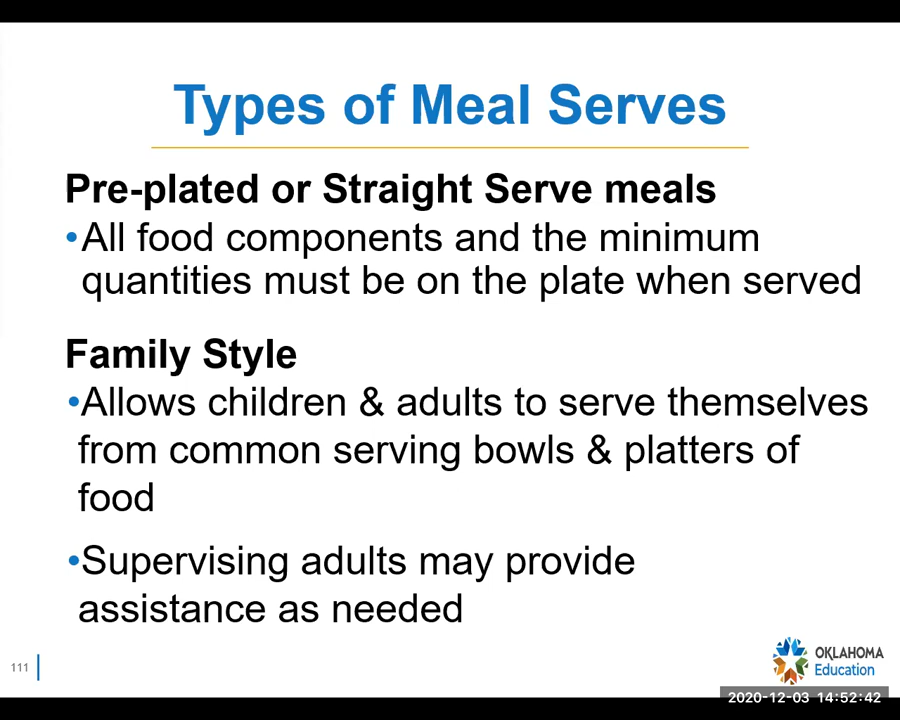 Types of Meal Serves
Pre-plated or Straight Serve meals
•All food components and the minimum
quantities must be on the plate when served
Family Style
•Allows children & adults to serve themselves
from common serving bowls & platters of
food
•Supervising adults may provide
assistance as needed
111
OKLAHOMA
Education
2020-12-03 14:52:42